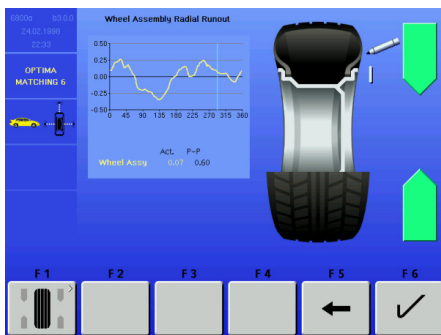 6800a b3.0.0
24.02.1998
22:33
OPTIMA
MATCHING 6
Wheel Assembly Radial Runout
0.50
0.25
0.00
-0.25
-0.50
0 45 90 135 180 225 270 315 360
Act. P-P
Wheel Assy 0.07 0.60
F 1 F 2 F 3 F 4 F 5 F 6